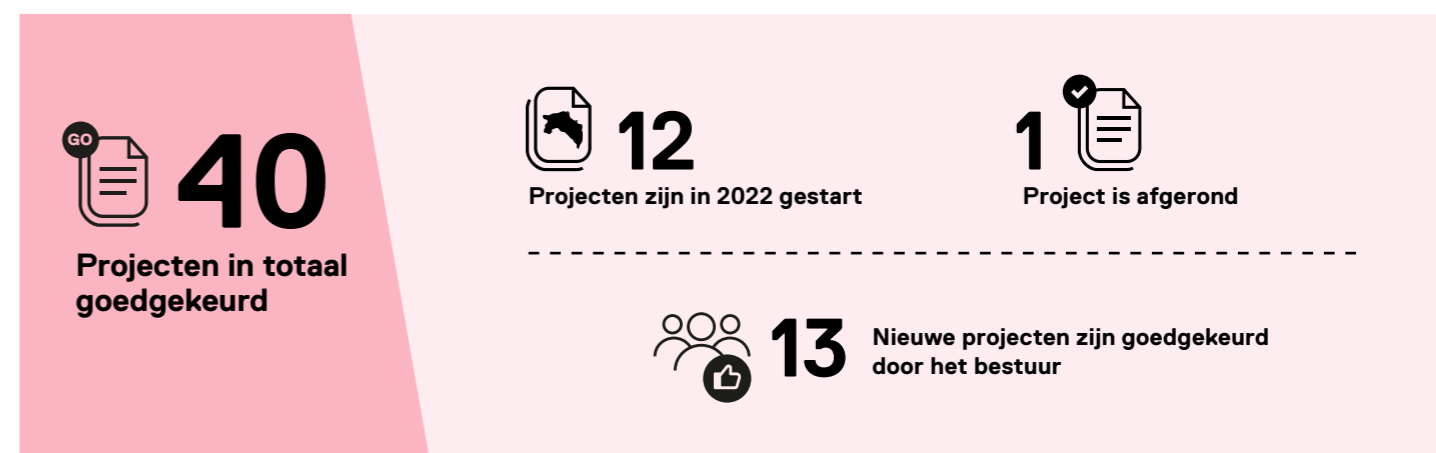 GO
40
Projecten in totaal
goedgekeurd
12
Projecten zijn in 2022 gestart
1
Project is afgerond
13
Nieuwe projecten zijn goedgekeurd
door het bestuur